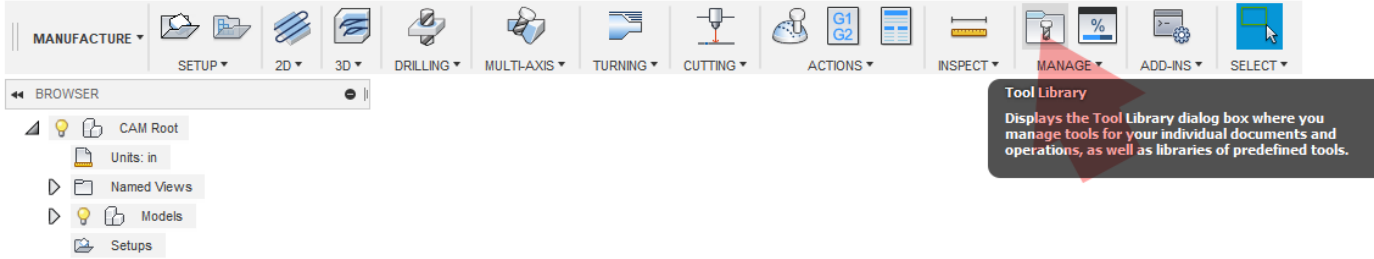 MANUFACTURE
G1
G2
%
SETUP
2D
3D
DRILLING
MULTI-AXIS
TURNING
CUTTING
ACTIONS
INSPECT
MANAGE
ADD-INS
SELECT
BROWSER
CAM Root
Units: in
Named Views
Models
Setups
Tool Library
Displays the Tool Library dialog box where you
manage tools for your individual documents and
operations, as well as libraries of predefined tools.